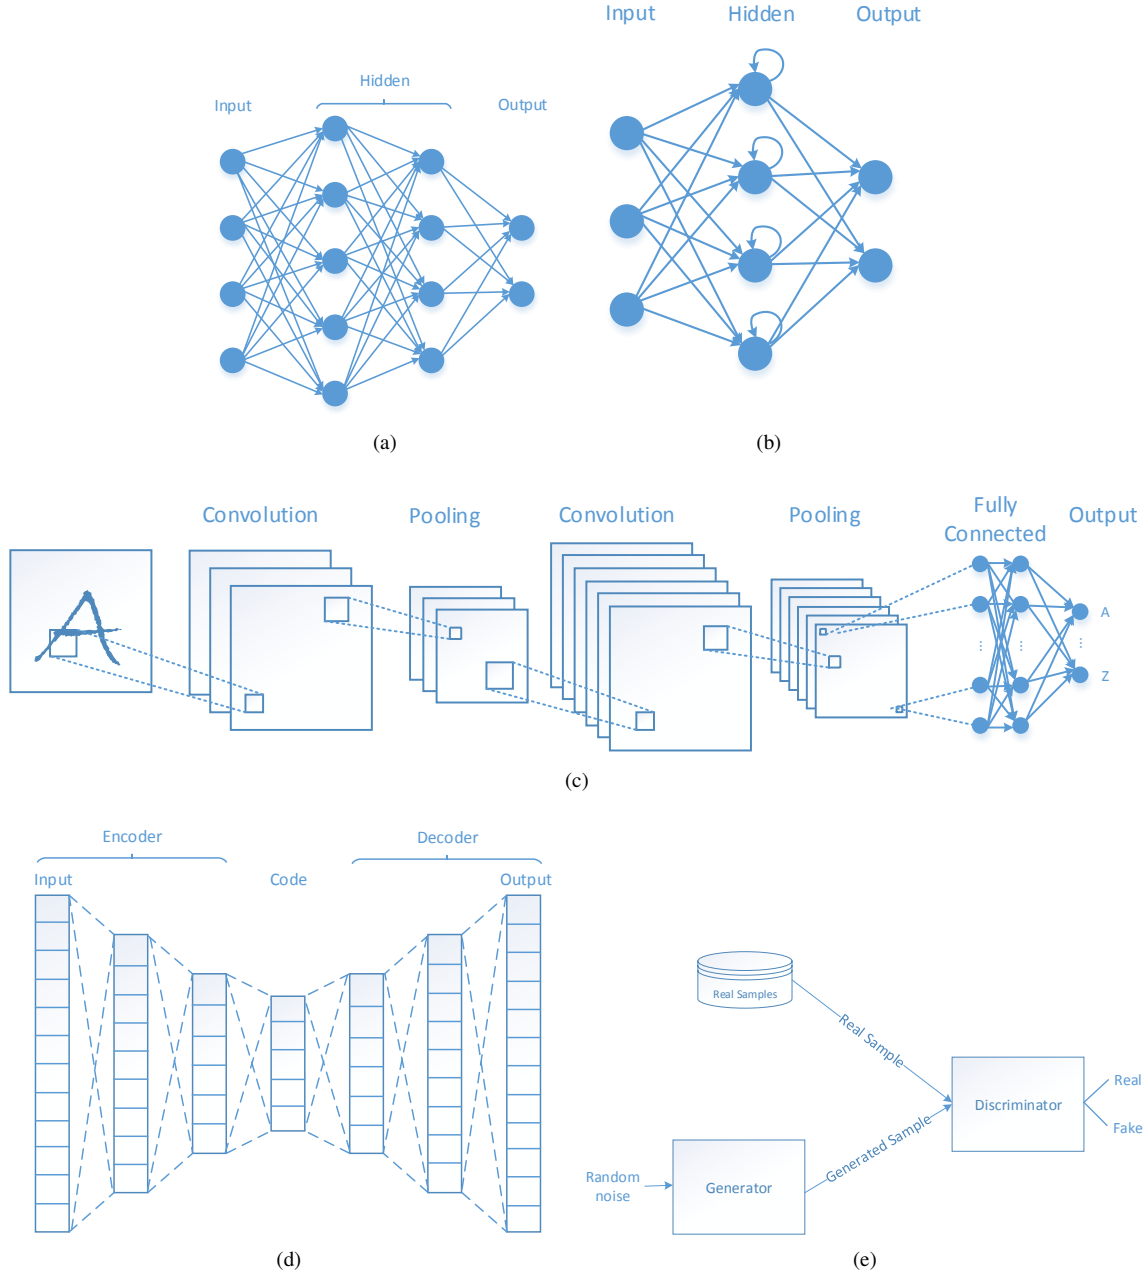 Input
Hidden
Output
(a)
Input
Hidden
Output
(b)
Convolution
Pooling
Convolution
Pooling
Fully
Connected
Output
A
A
...
Z
(c)
Encoder
Decoder
Input
Code
Output
(d)
Real Samples
Real Sample
Generated Sample
Random
noise
Generator
Discriminator
Real
Fake
(e)